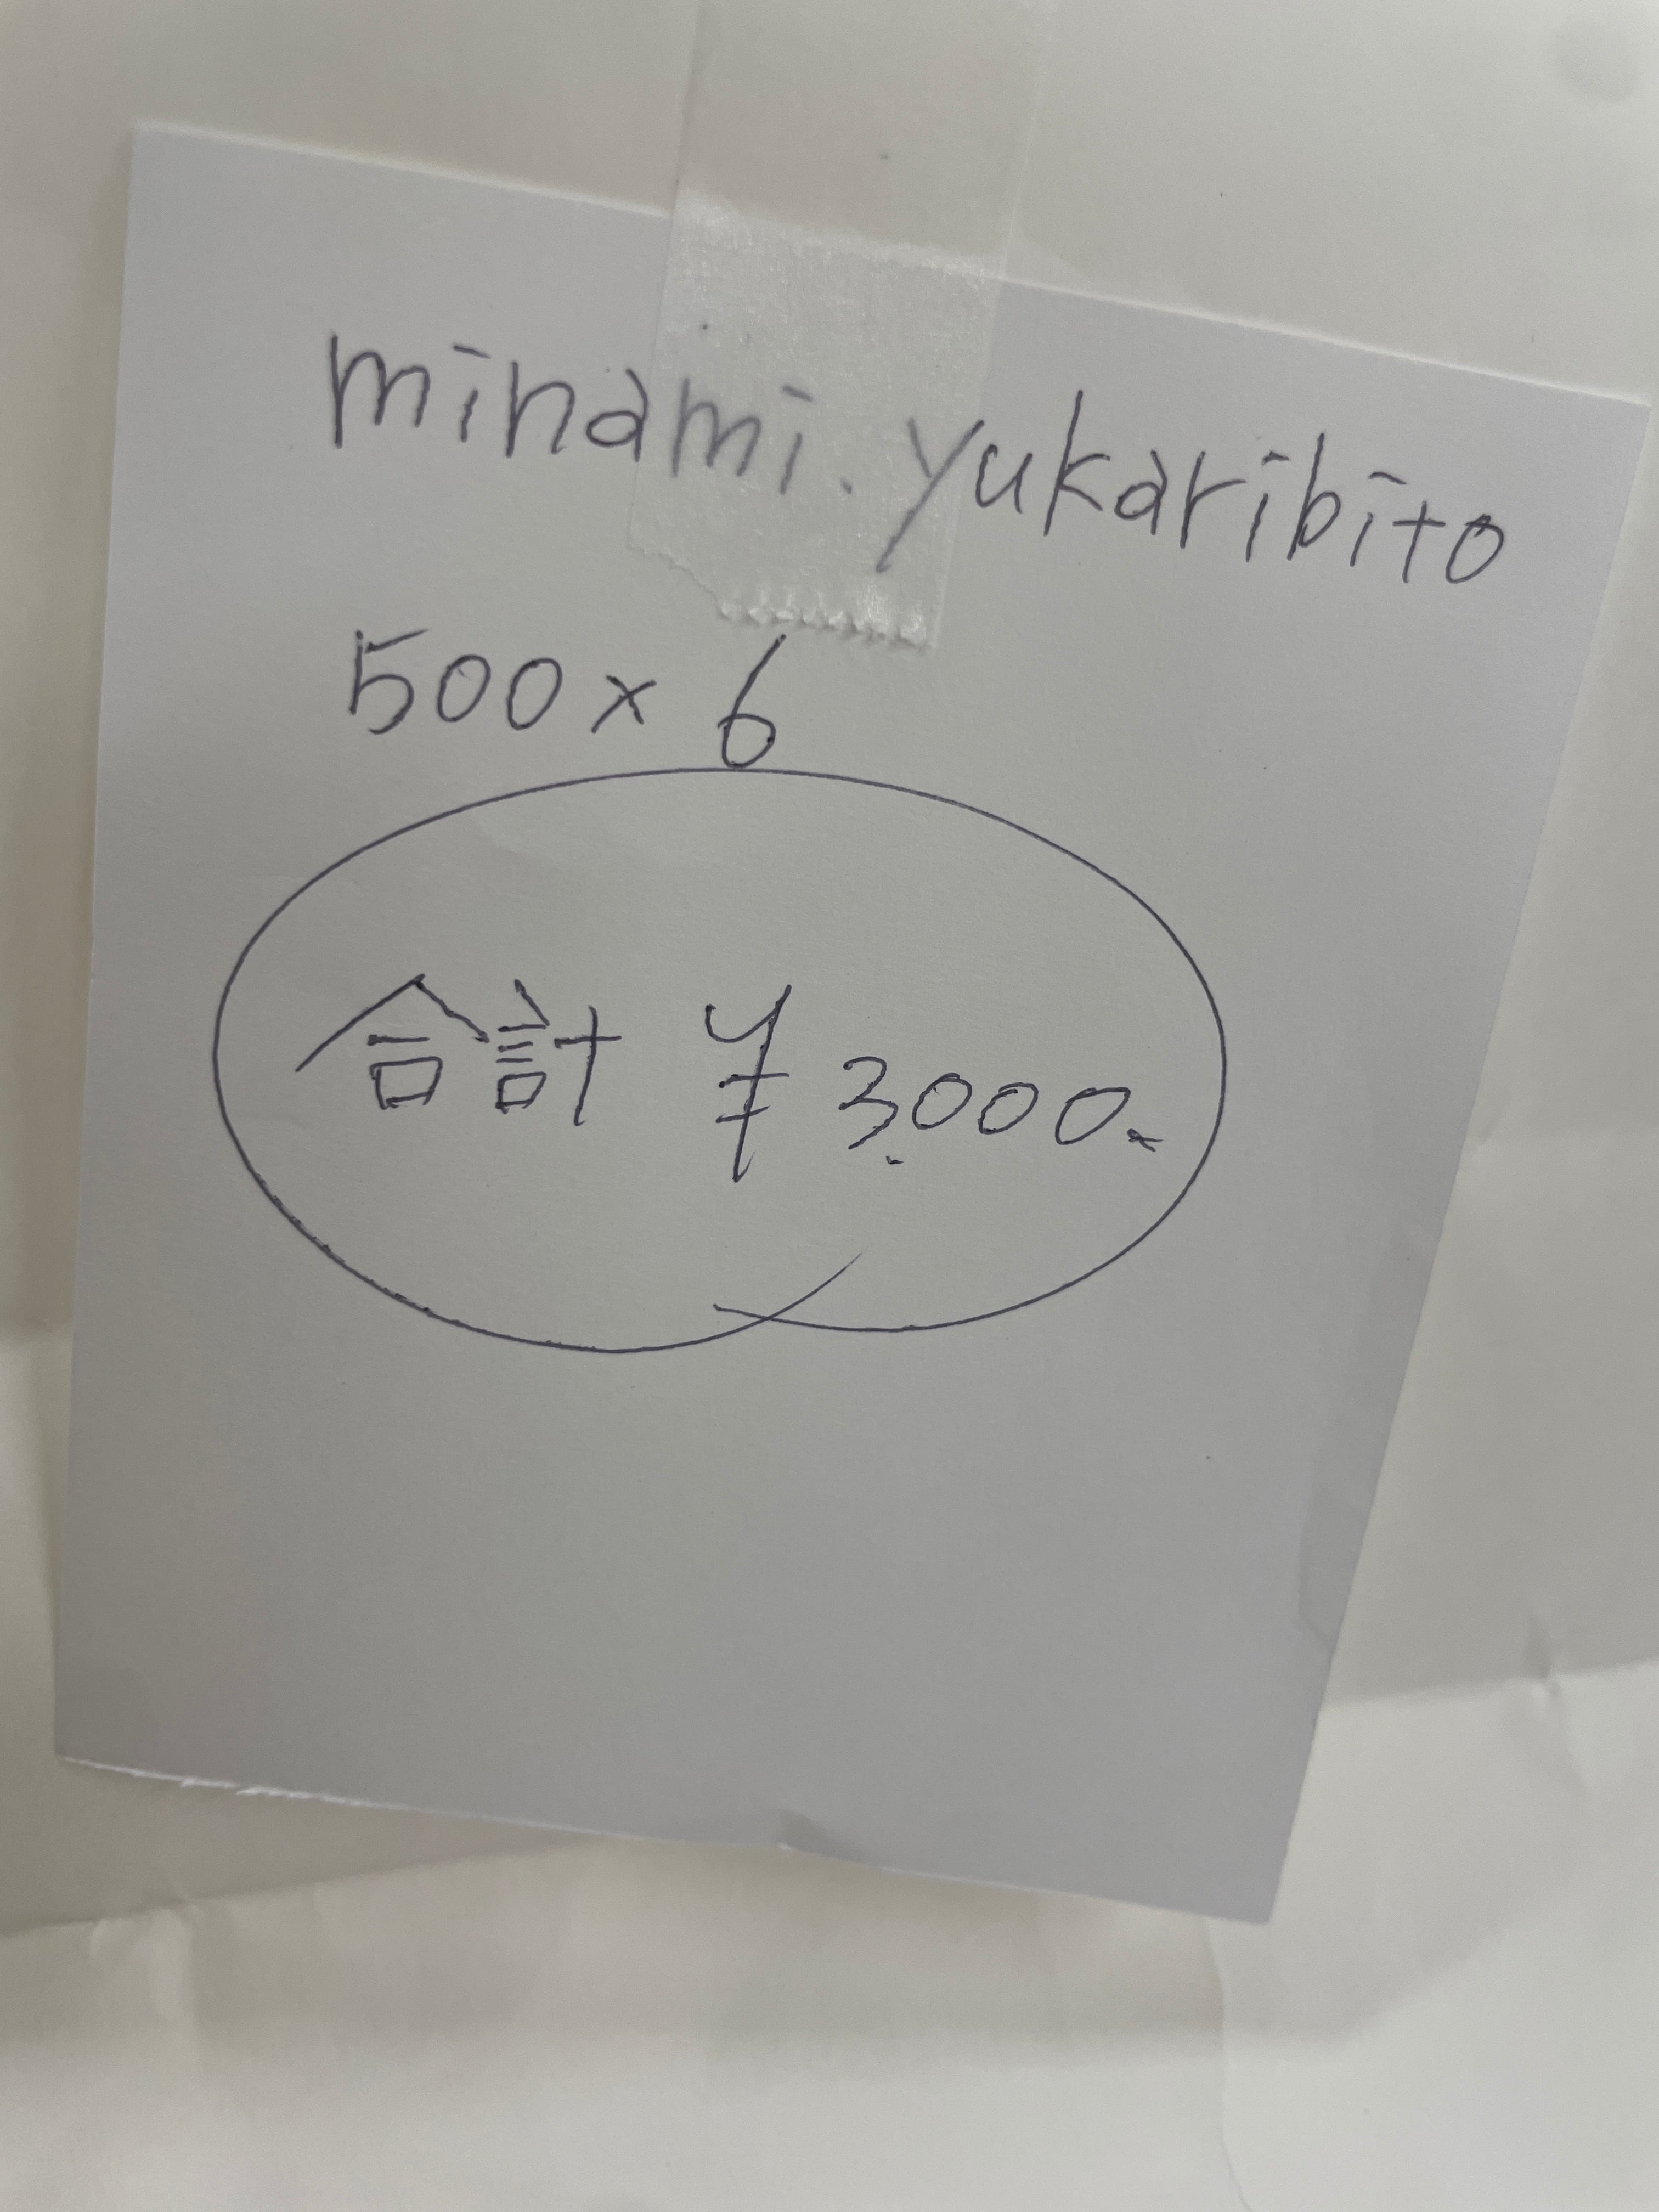 minami.yukaribito
500×6
合計 ¥3,000.-